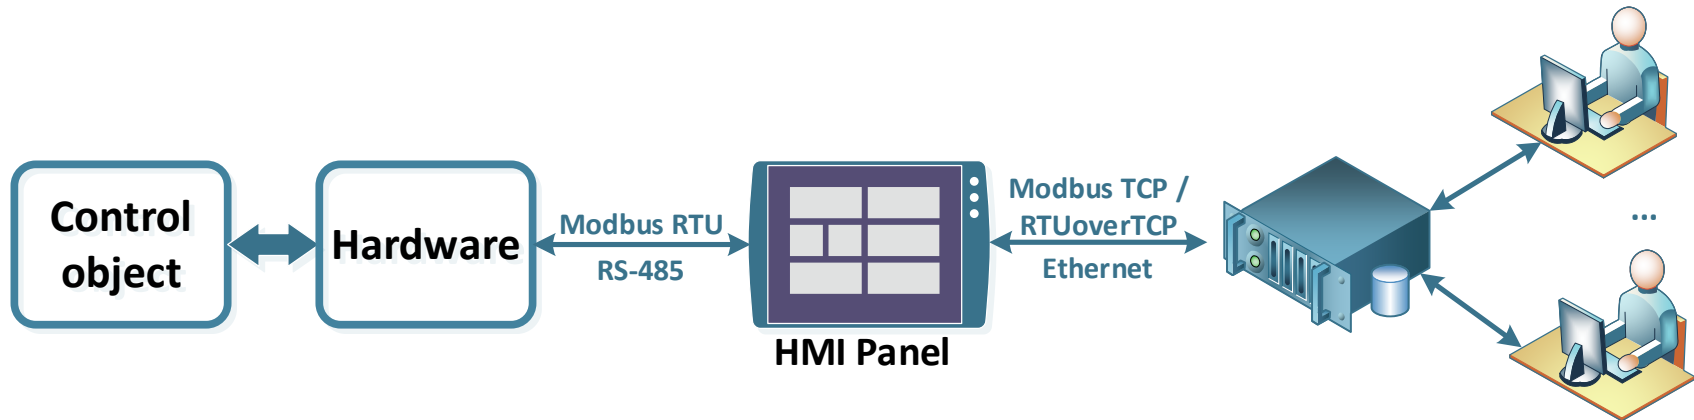 Control
object
Hardware
Modbus RTU
RS-485
HMI Panel
Modbus TCP /
RTUoverTCP
Ethernet
...